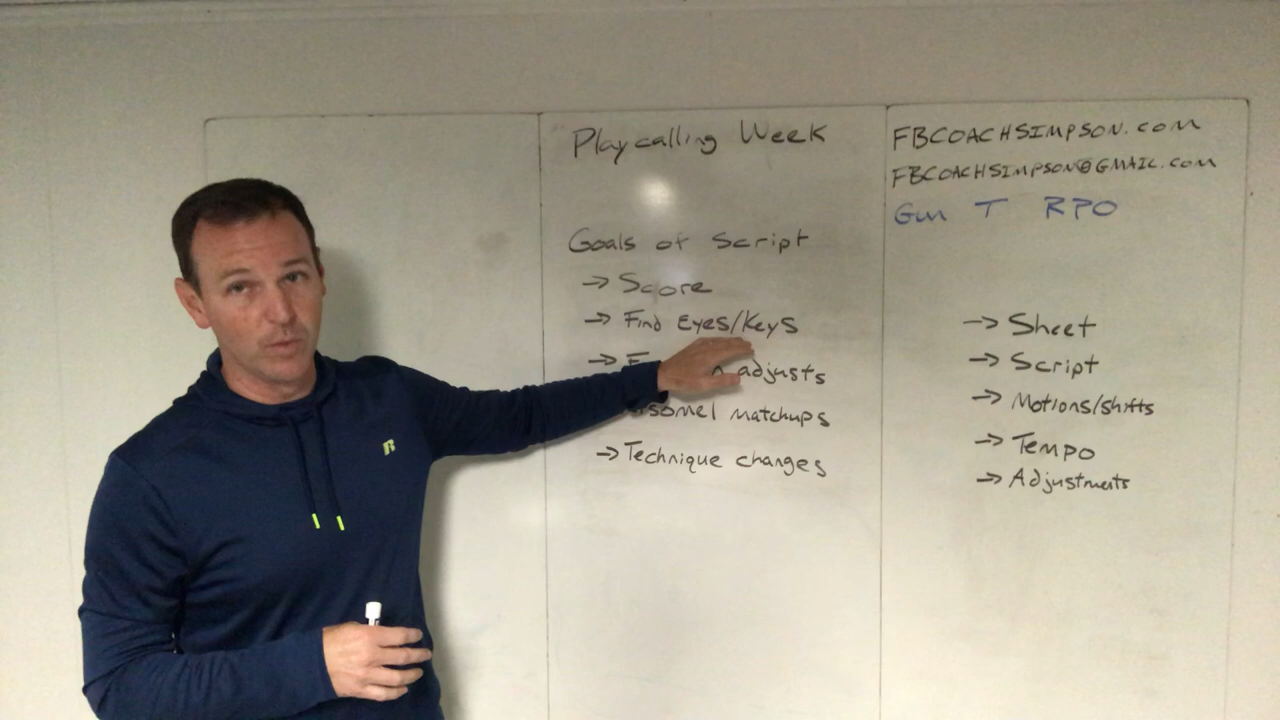 Playcalling Week
Goals of Script
→ Score
→ Find Eyes/Keys
→ adjusts
matchups
→ Technique changes
FBCOACHSIMPSON.COM
FBCOACHSIMPSON@GMAIL.COM
Gun T RPO
→ Sheet
→ Script
→ Motions/shifts
→ Tempo
→ Adjustments
R